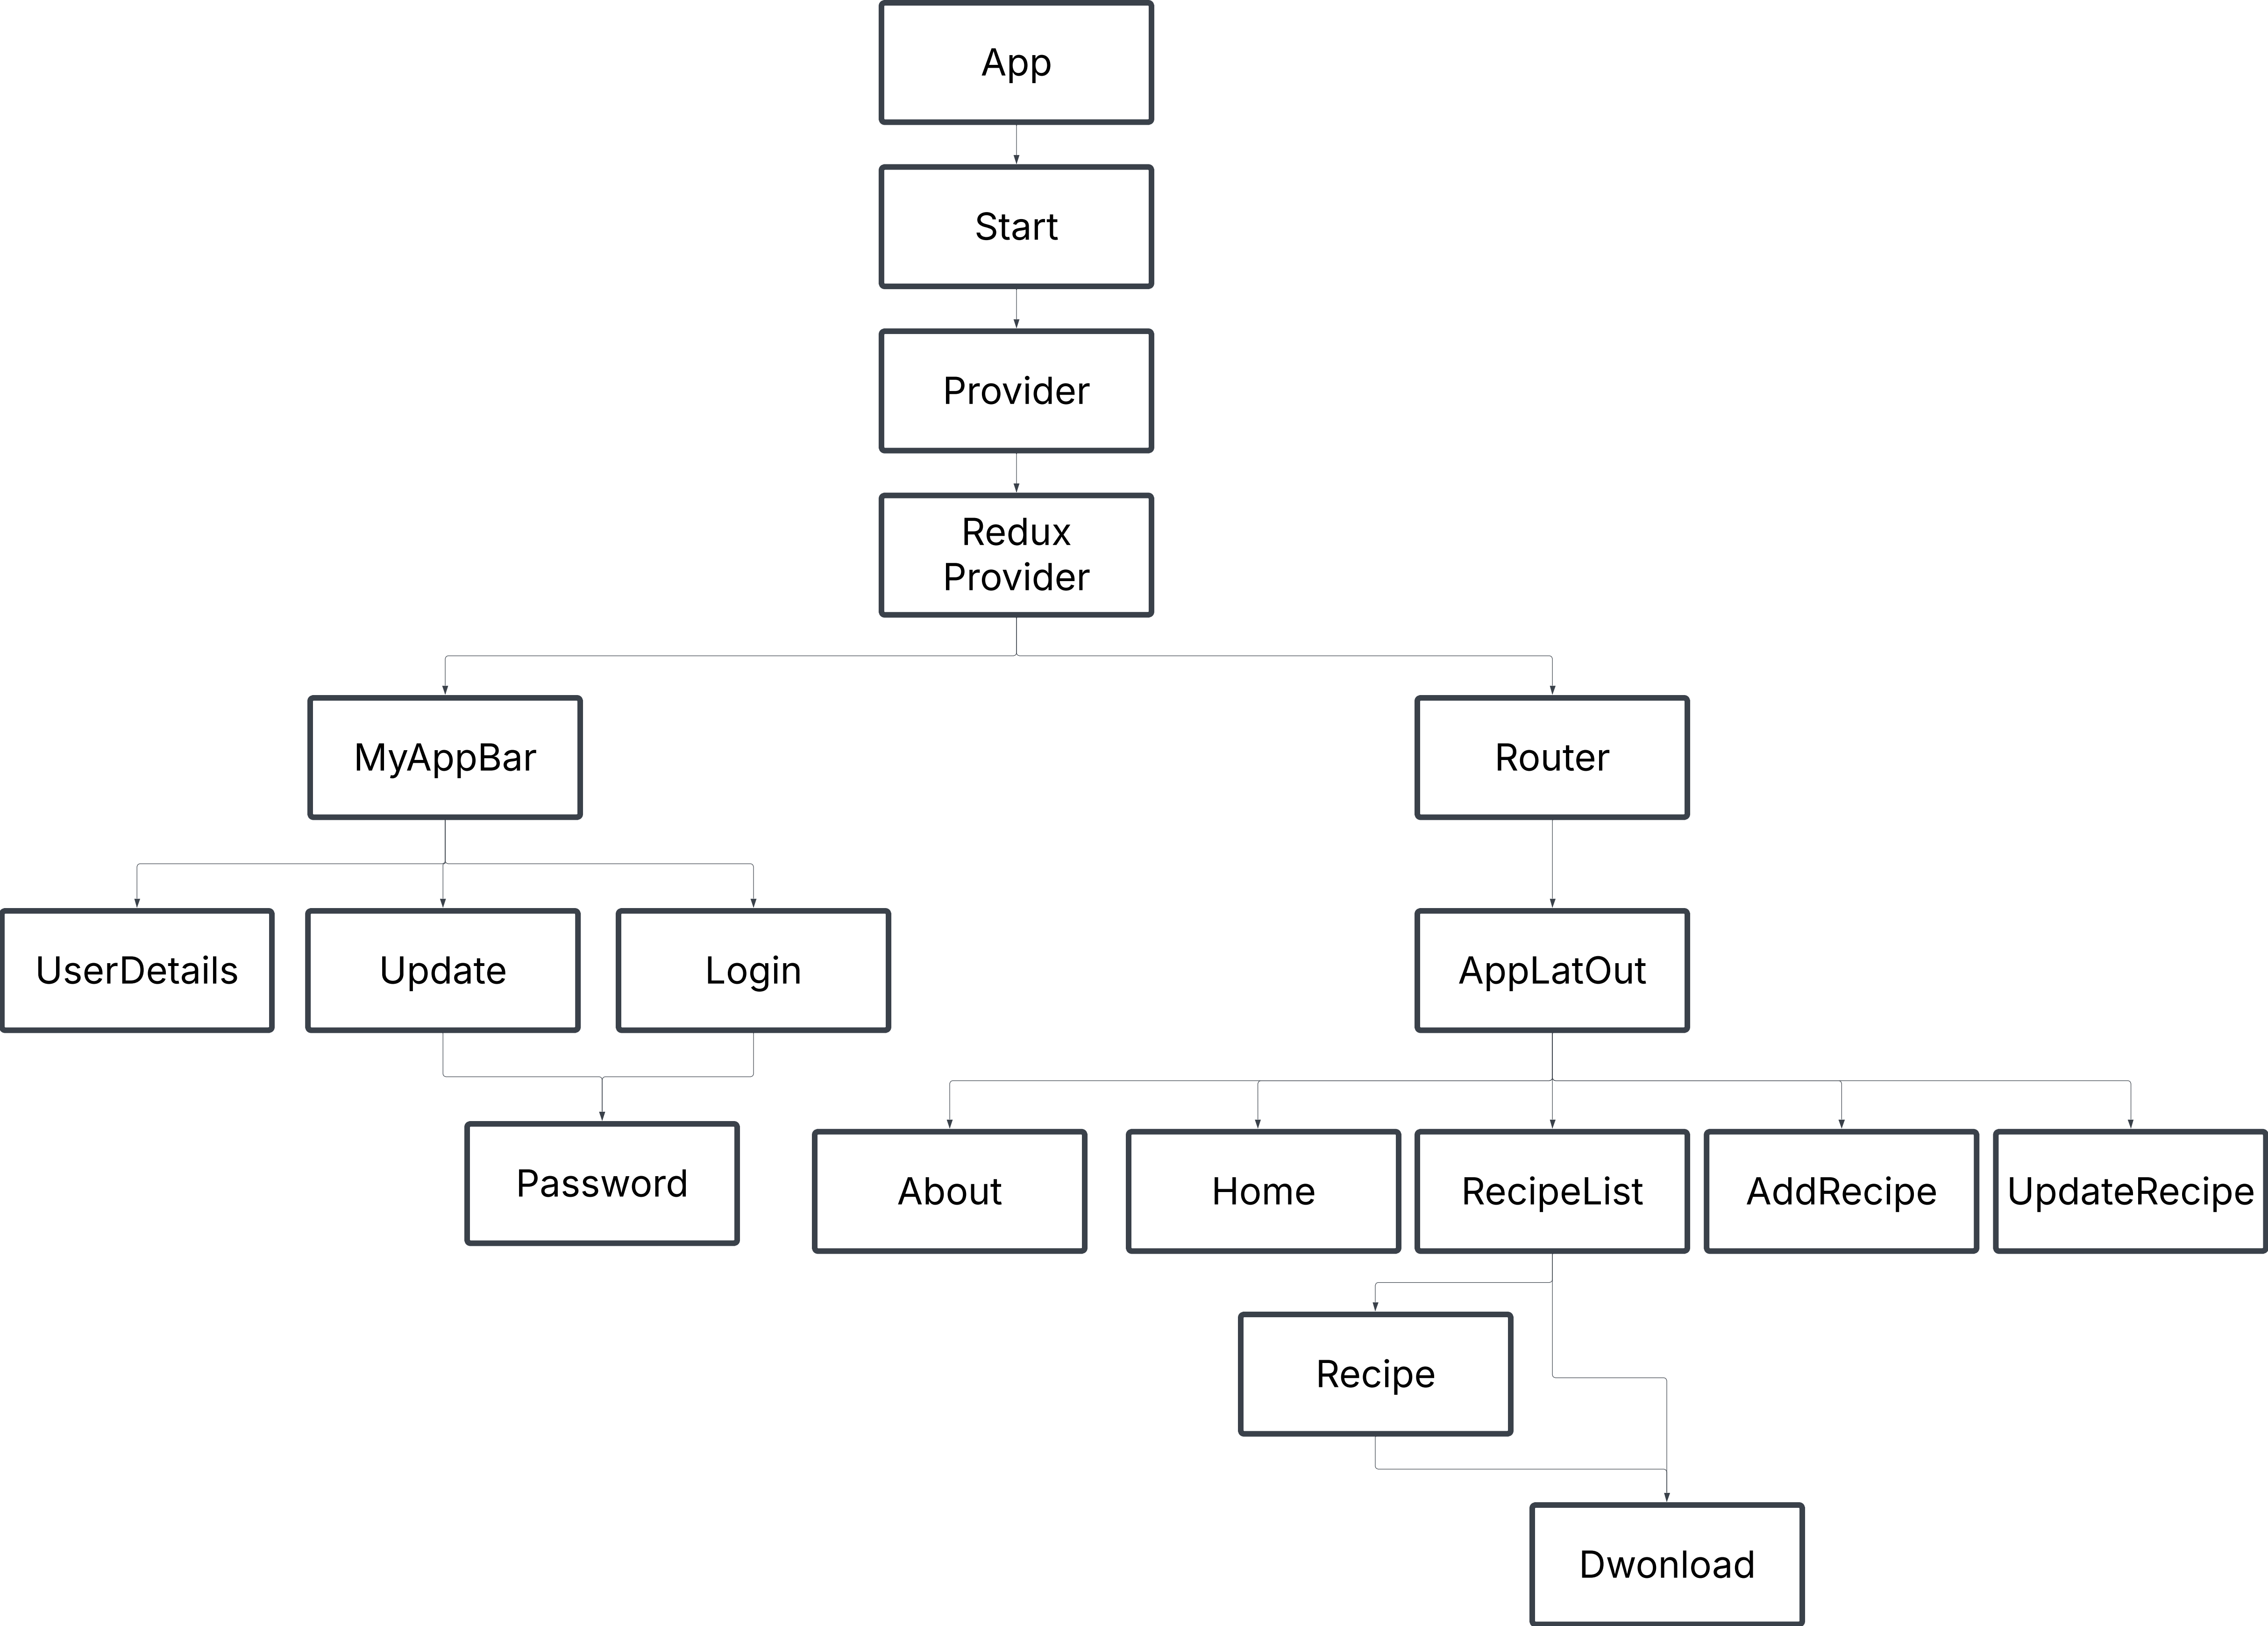 App
Start
Provider
Redux
Provider
MyAppBar
Router
UserDetails
Update
Login
AppLatOut
Password
About
Home
RecipeList
AddRecipe
UpdateRecipe
Recipe
Dwonload